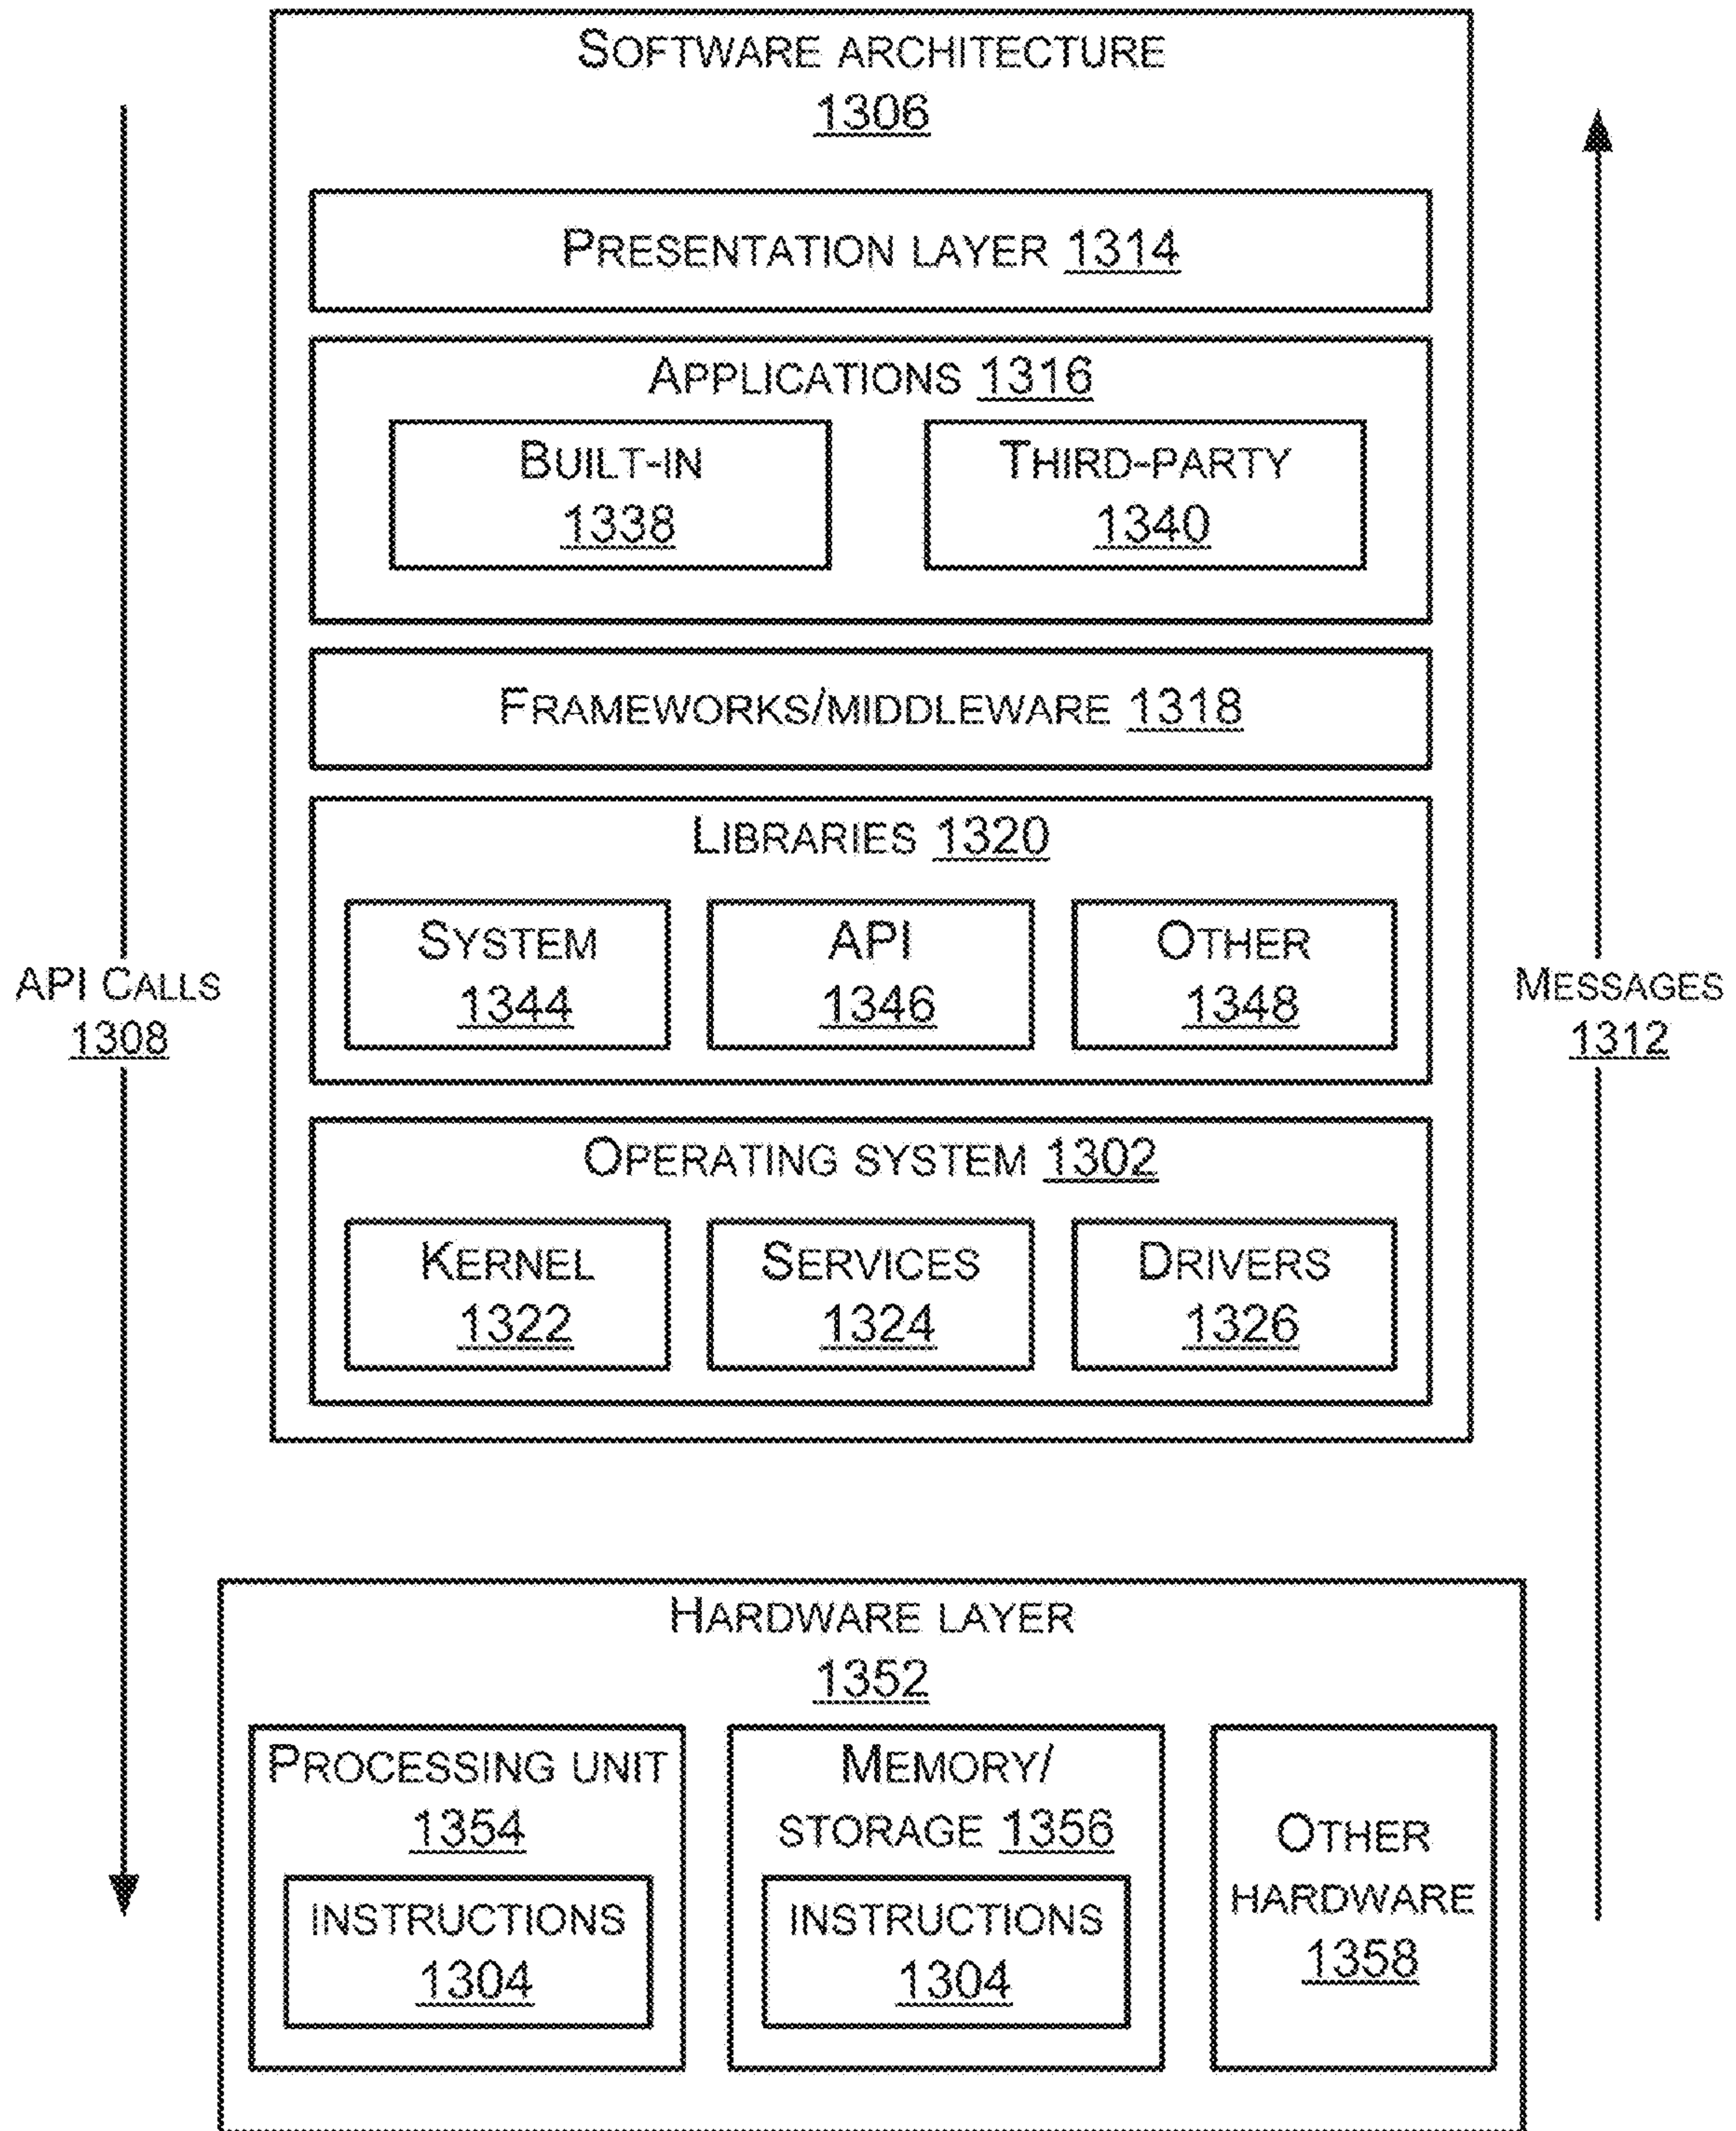 SOFTWARE ARCHITECTURE
1306
PRESENTATION LAYER 1314
APPLICATIONS 1316
BUILT-IN
1338
THIRD-PARTY
1340
FRAMEWORKS/MIDDLEWARE 1318
LIBRARIES 1320
SYSTEM
1344
API
1346
OTHER
1348
API CALLS
1308
MESSAGES
1312
OPERATING SYSTEM 1302
KERNEL
1322
SERVICES
1324
DRIVERS
1326
HARDWARE LAYER
1352
PROCESSING UNIT
1354
INSTRUCTIONS
1304
MEMORY/
STORAGE 1356
INSTRUCTIONS
1304
OTHER
HARDWARE
1358